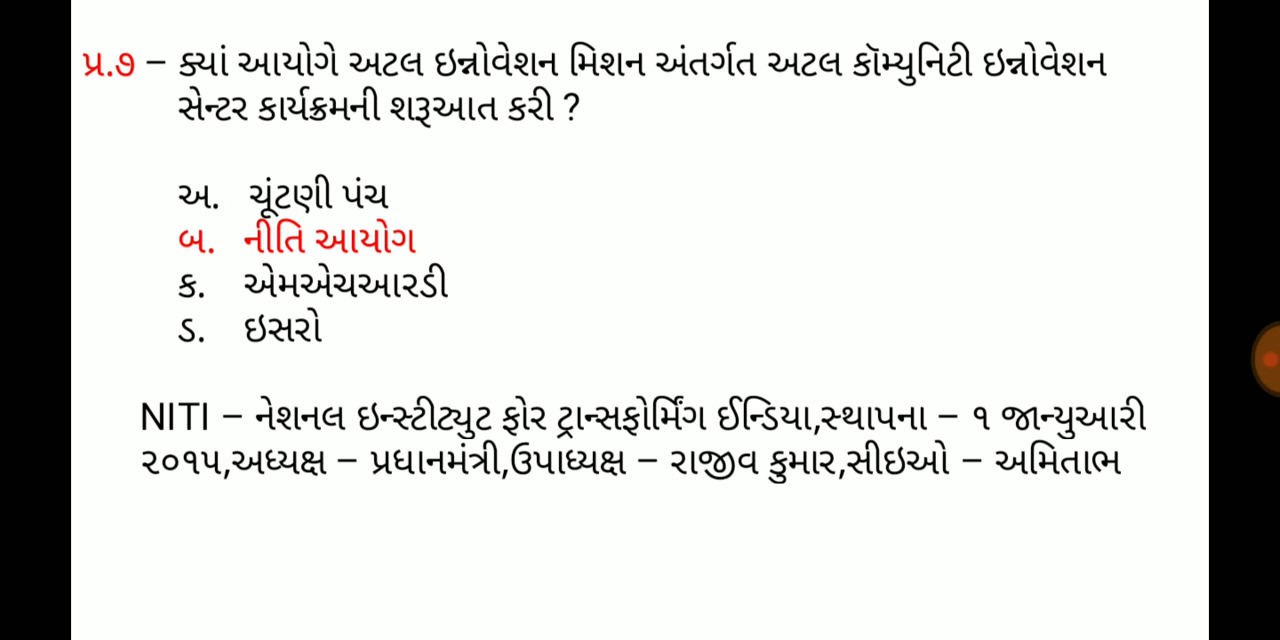 પ્ર.૭ – ક્યાં આયોગે અટલ ઇન્નોવેશન મિશન અંતર્ગત અટલ કૉમ્યુનિટી ઇન્નોવેશન
સેન્ટર કાર્યક્રમની શરૂઆત કરી ?
અ. ચૂંટણી પંચ
બ. નીતિ આયોગ
ક. એમએચઆરડી
ડ. ઇસરો
NITI – નેશનલ ઇન્સ્ટીટ્યુટ ફોર ટ્રાન્સફોર્મિંગ ઈન્ડિયા,સ્થાપના – ૧ જાન્યુઆરી
૨૦૧૫,અધ્યક્ષ – પ્રધાનમંત્રી,ઉપાધ્યક્ષ – રાજીવ કુમાર,સીઇઓ – અમિતાભ